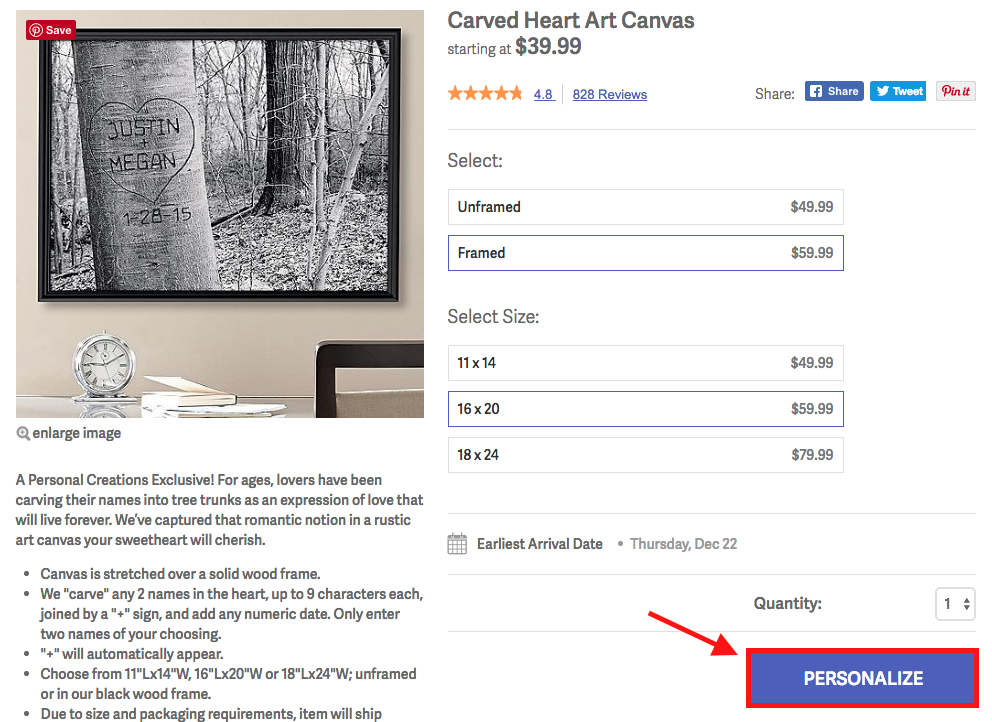 Save
JUSTIN
+
MEGAN
1-28-15
enlarge image
A Personal Creations Exclusive! For ages, lovers have been
carving their names into tree trunks as an expression of love that
will live forever. We've captured that romantic notion in a rustic
art canvas your sweetheart will cherish.
• Canvas is stretched over a solid wood frame.
• We "carve" any 2 names in the heart, up to 9 characters each,
joined by a "+" sign, and add any numeric date. Only enter
two names of your choosing.
• "+" will automatically appear.
• Choose from 11"Lx14"W, 16"Lx20"W or 18"Lx24"W; unframed
or in our black wood frame.
• Due to size and packaging requirements, item will ship
Carved Heart Art Canvas
starting at $39.99
4.8 828 Reviews
Share: Share Tweet Pin it
Select:
Unframed $49.99
Framed $59.99
Select Size:
11 x 14 $49.99
16 x 20 $59.99
18 x 24 $79.99
Earliest Arrival Date • Thursday, Dec 22
Quantity: 1
PERSONALIZE